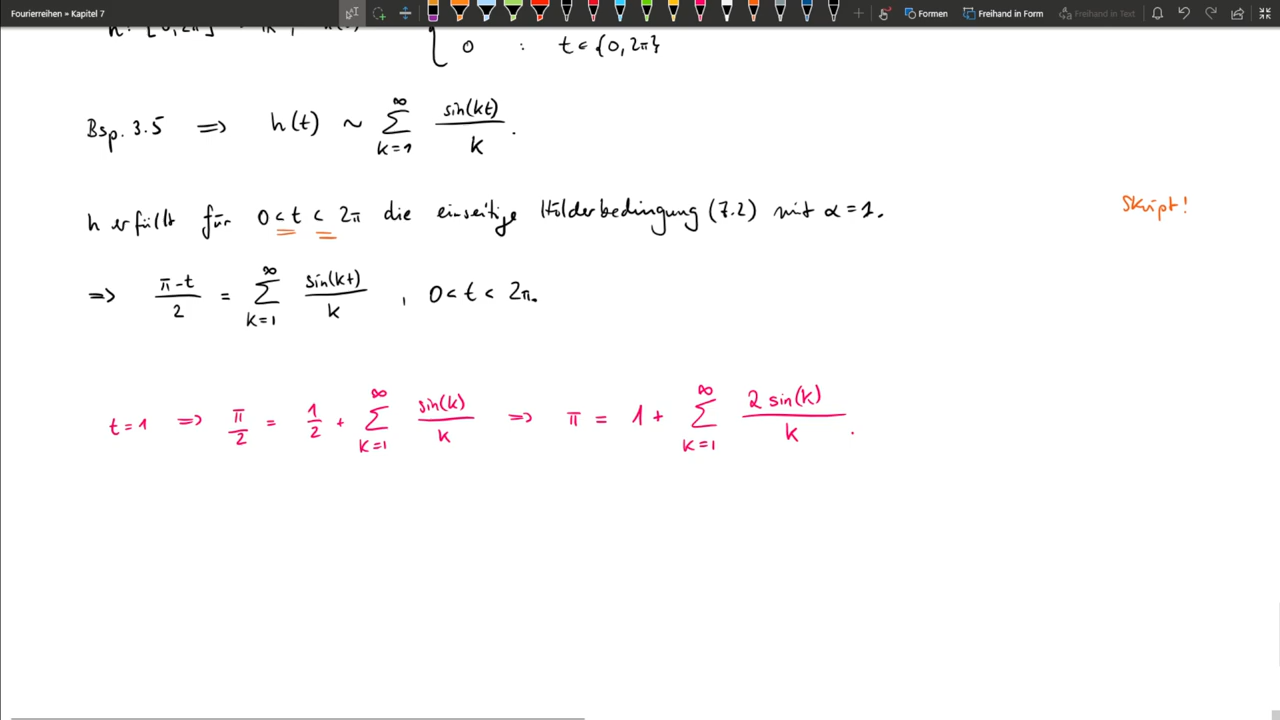 Fourierreihen » Kapitel 7
Formen Freihand in Form Freihand in Text
h: [0,2π]
0 : t ∈ {0, 2π}
Bsp. 3.5 ⟹ h(t) ~ ∑_{k=1}^{∞} sin(kt)/k .
h erfüllt für 0 < t < 2π die einseitige Hölderbedingung (7.2) mit α = 1. Skript!
⟹ (π-t)/2 = ∑_{k=1}^{∞} sin(kt)/k , 0 < t < 2π.
t = 1 ⟹ π/2 = 1/2 + ∑_{k=1}^{∞} sin(k)/k ⟹ π = 1 + ∑_{k=1}^{∞} 2 sin(k)/k .